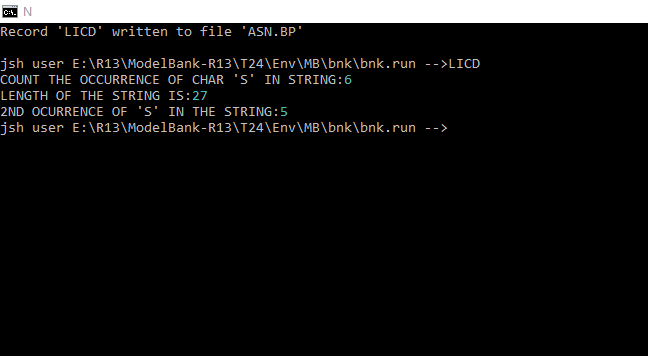 N
Record 'LICD' written to file 'ASN.BP'
jsh user E:\R13\ModelBank-R13\T24\Env\MB\bnk\bnk.run -->LICD
COUNT THE OCCURRENCE OF CHAR 'S' IN STRING:6
LENGTH OF THE STRING IS:27
2ND OCURRENCE OF 'S' IN THE STRING:5
jsh user E:\R13\ModelBank-R13\T24\Env\MB\bnk\bnk.run -->